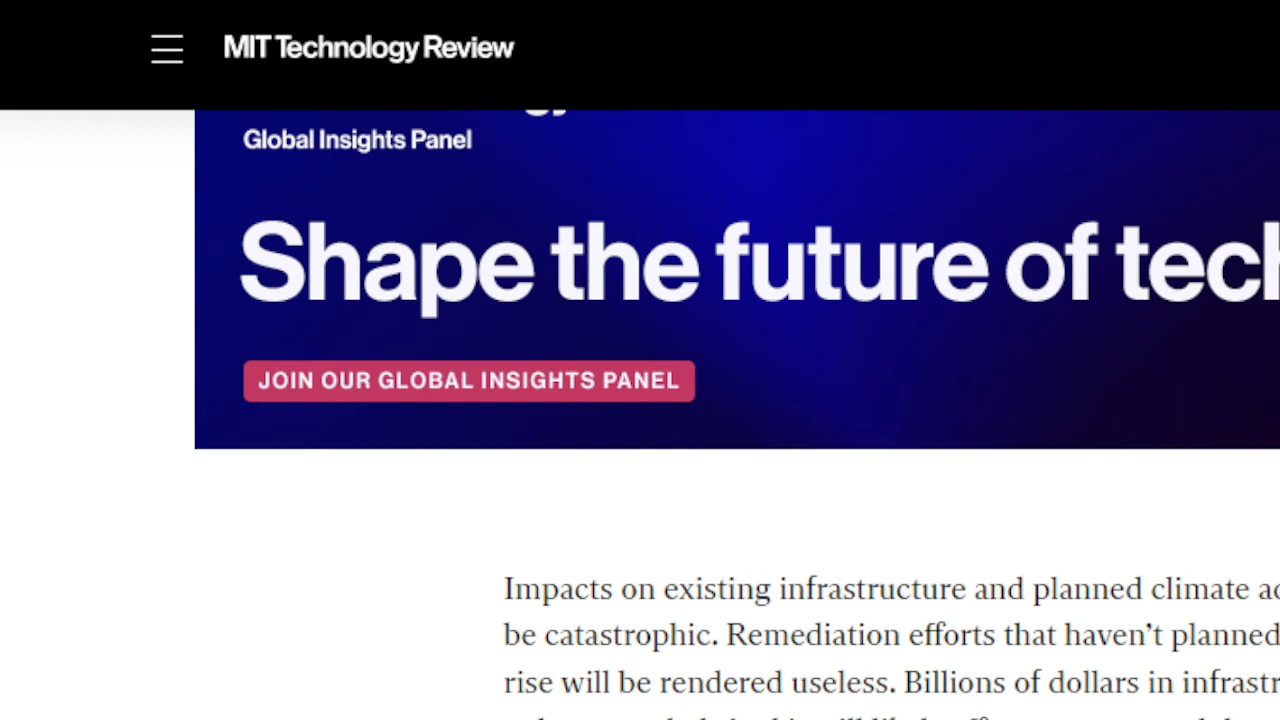 MIT Technology Review
Global Insights Panel
Shape the future of tech
JOIN OUR GLOBAL INSIGHTS PANEL
Impacts on existing infrastructure and planned climate
be catastrophic. Remediation efforts that haven't planned
rise will be rendered useless. Billions of dollars in